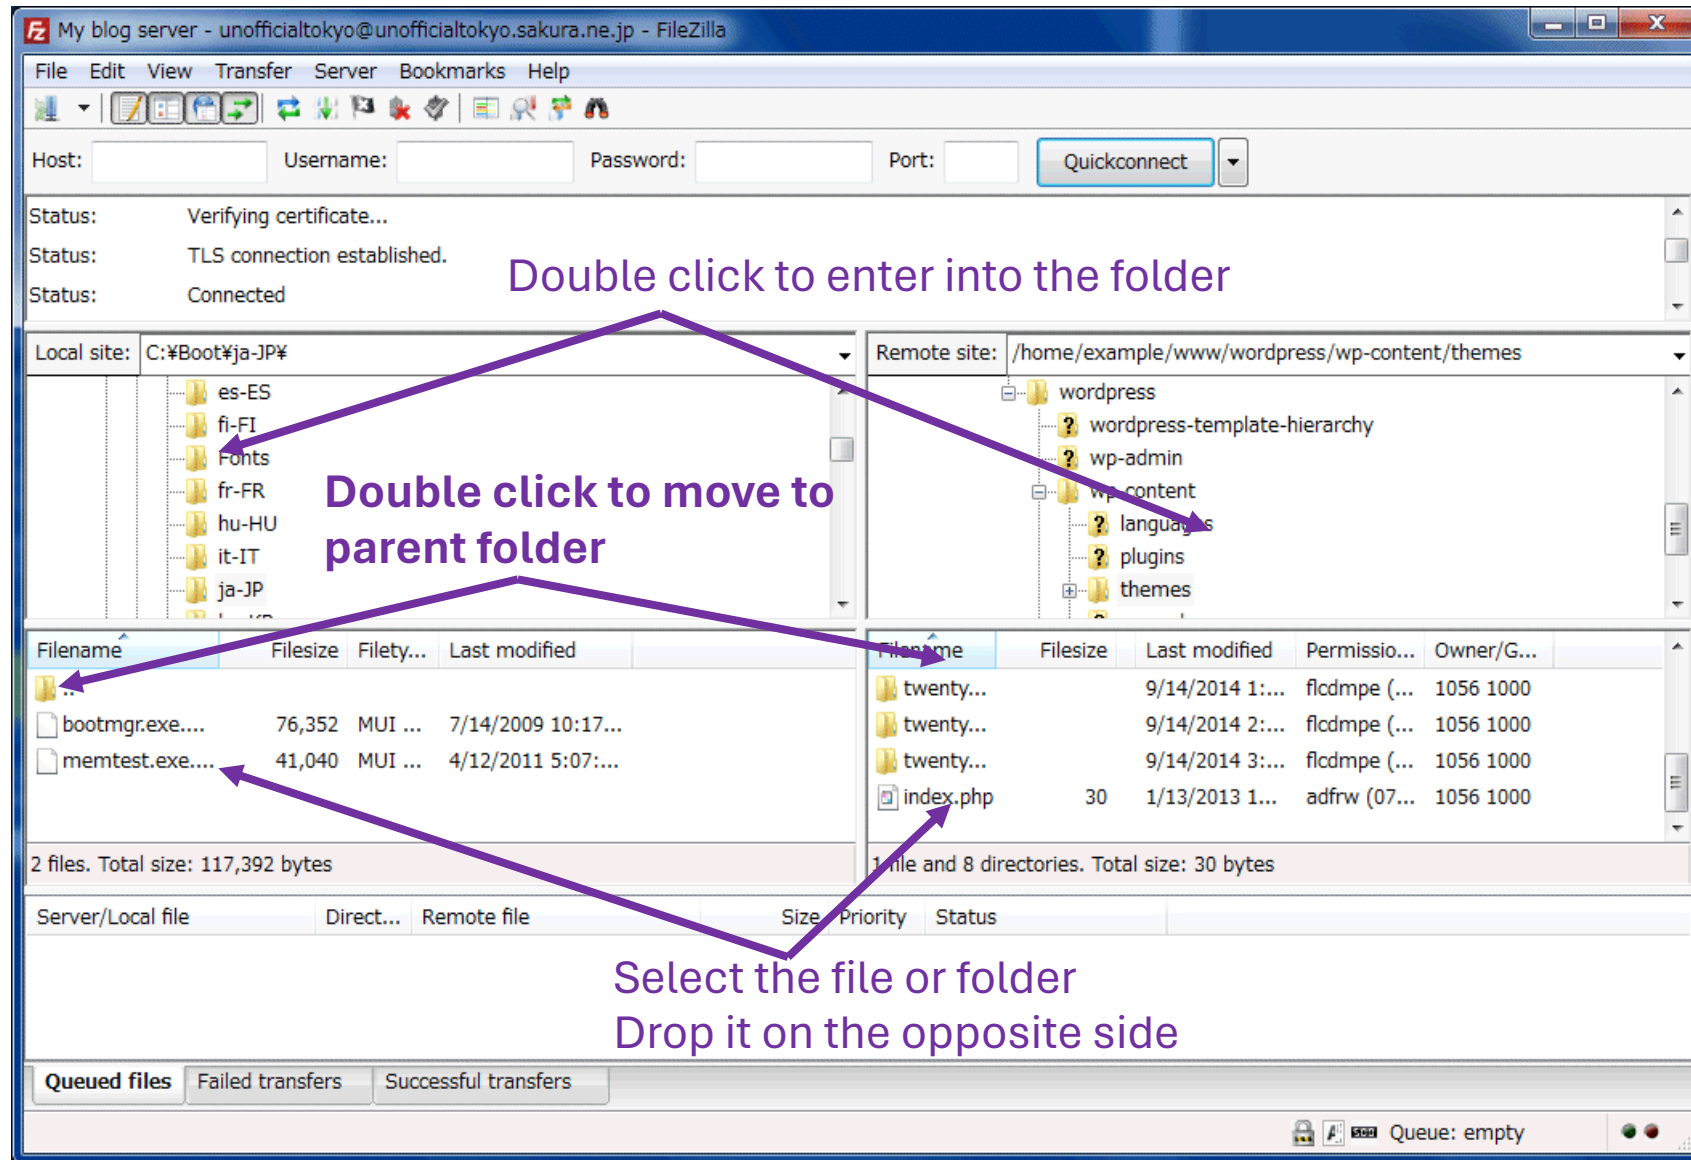 My blog server - unofficialtokyo@unofficialtokyo.sakura.ne.jp - FileZilla
File Edit View Transfer Server Bookmarks Help
Host: Username: Password: Port: Quickconnect
Status: Verifying certificate...
Status: TLS connection established.
Status: Connected
Double click to enter into the folder
Local site: C:¥Boot¥ja-JP¥
es-ES
fi-FI
Fonts
fr-FR
hu-HU
it-IT
ja-JP
Double click to move to
parent folder
Remote site: /home/example/www/wordpress/wp-content/themes
wordpress
wordpress-template-hierarchy
wp-admin
wp-content
languages
plugins
themes
Filename Filesize Filety... Last modified
..
bootmgr.exe.... 76,352 MUI ... 7/14/2009 10:17...
memtest.exe.... 41,040 MUI ... 4/12/2011 5:07:...
2 files. Total size: 117,392 bytes
Filename Filesize Last modified Permissio... Owner/G...
twenty... 9/14/2014 1:... flcdmpe (... 1056 1000
twenty... 9/14/2014 2:... flcdmpe (... 1056 1000
twenty... 9/14/2014 3:... flcdmpe (... 1056 1000
index.php 30 1/13/2013 1... adfrw (07... 1056 1000
1 file and 8 directories. Total size: 30 bytes
Server/Local file Direct... Remote file Size Priority Status
Select the file or folder
Drop it on the opposite side
Queued files Failed transfers Successful transfers
Queue: empty